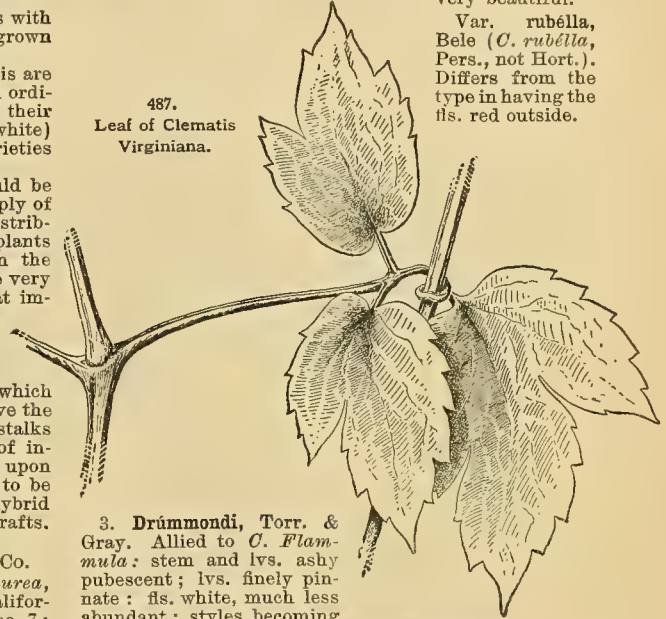 s with
grown
is are
ordi-
their
white)
rieties
ld be
ply of
strib-
plants
n the
very
t im-
which
ve the
stalks
of in-
upon
to be
ybrid
rafts.
Co.
urea,
alifor-
487.
Leaf of Clematis
Virginiana.
very beautiful.
Var. rubélla,
Bele (C. rubélla,
Pers., not Hort.).
Differs from the
type in having the
fls. red outside.
3. Drúmmondi, Torr. &
Gray. Allied to C. Flam-
mula: stem and lvs. ashy
pubescent; lvs. finely pin-
nate: fls. white, much less
abundant: styles becoming